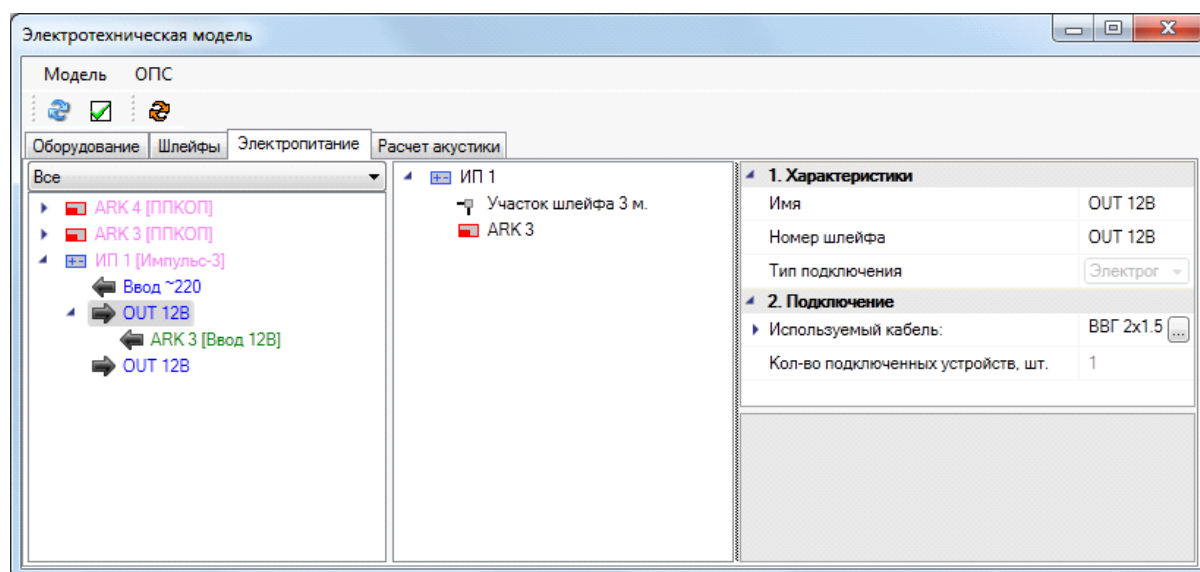 Электротехническая модель
Модель ОПС
Оборудование Шлейфы Электропитание Расчет акустики
Все
ARK 4 [ППКОП]
ARK 3 [ППКОП]
ИП 1 [Импульс-3]
Ввод ~220
OUT 12В
ARK 3 [Ввод 12В]
OUT 12В
ИП 1
Участок шлейфа 3 м.
ARK 3
1. Характеристики
Имя OUT 12В
Номер шлейфа OUT 12В
Тип подключения Электрог
2. Подключение
Используемый кабель: ВВГ 2x1.5 ...
Кол-во подключенных устройств, шт. 1